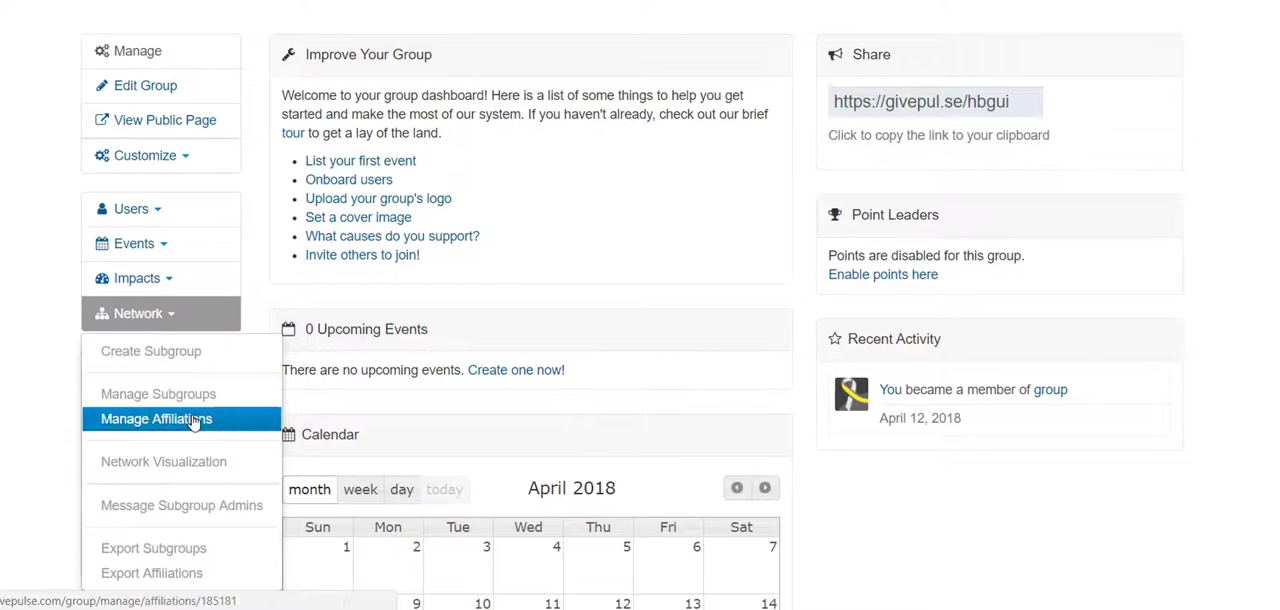 Manage
Edit Group
View Public Page
Customize
Users
Events
Impacts
Network
Create Subgroup
Manage Subgroups
Manage Affiliations
Network Visualization
Message Subgroup Admins
Export Subgroups
Export Affiliations
vepulse.com/group/manage/affiliations/185181
Improve Your Group
Welcome to your group dashboard! Here is a list of some things to help you get
started and make the most of our system. If you haven't already, check out our brief
tour to get a lay of the land.
List your first event
Onboard users
Upload your group's logo
Set a cover image
What causes do you support?
Invite others to join!
0 Upcoming Events
There are no upcoming events. Create one now!
Calendar
month week day today April 2018
Sun Mon Tue Wed Thu Fri Sat
1 2 3 4 5 6 7
8 9 10 11 12 13 14
Share
https://givepul.se/hbgui
Click to copy the link to your clipboard
Point Leaders
Points are disabled for this group.
Enable points here
Recent Activity
You became a member of group
April 12, 2018